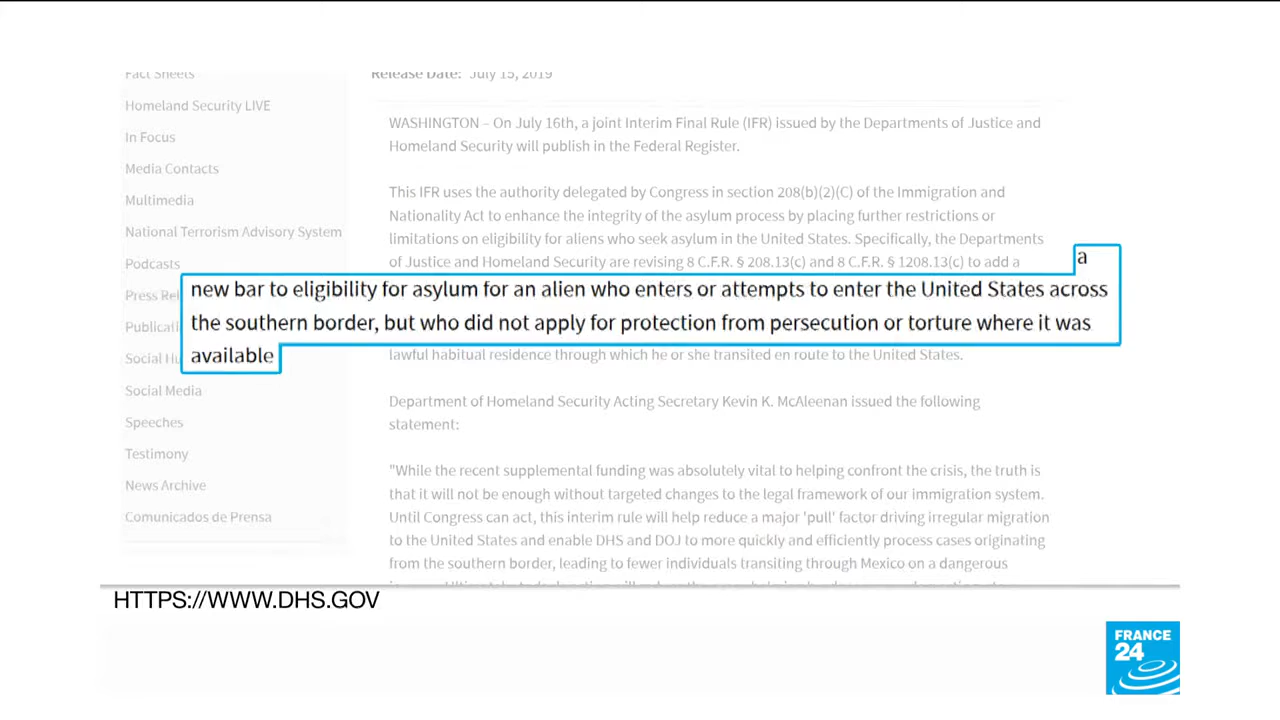 Fact Sheets
Homeland Security LIVE
In Focus
Media Contacts
Multimedia
National Terrorism Advisory System
Podcasts
Press Rel
Publicati
Social Hu
Social Media
Speeches
Testimony
News Archive
Comunicados de Prensa
Release Date: July 15, 2019
WASHINGTON – On July 16th, a joint Interim Final Rule (IFR) issued by the Departments of Justice and
Homeland Security will publish in the Federal Register.
This IFR uses the authority delegated by Congress in section 208(b)(2)(C) of the Immigration and
Nationality Act to enhance the integrity of the asylum process by placing further restrictions or
limitations on eligibility for aliens who seek asylum in the United States. Specifically, the Departments
of Justice and Homeland Security are revising 8 C.F.R. § 208.13(c) and 8 C.F.R. § 1208.13(c) to add a
a
new bar to eligibility for asylum for an alien who enters or attempts to enter the United States across
the southern border, but who did not apply for protection from persecution or torture where it was
available
lawful habitual residence through which he or she transited en route to the United States.
Department of Homeland Security Acting Secretary Kevin K. McAleenan issued the following
statement:
"While the recent supplemental funding was absolutely vital to helping confront the crisis, the truth is
that it will not be enough without targeted changes to the legal framework of our immigration system.
Until Congress can act, this interim rule will help reduce a major 'pull' factor driving irregular migration
to the United States and enable DHS and DOJ to more quickly and efficiently process cases originating
from the southern border, leading to fewer individuals transiting through Mexico on a dangerous
HTTPS://WWW.DHS.GOV
FRANCE
24